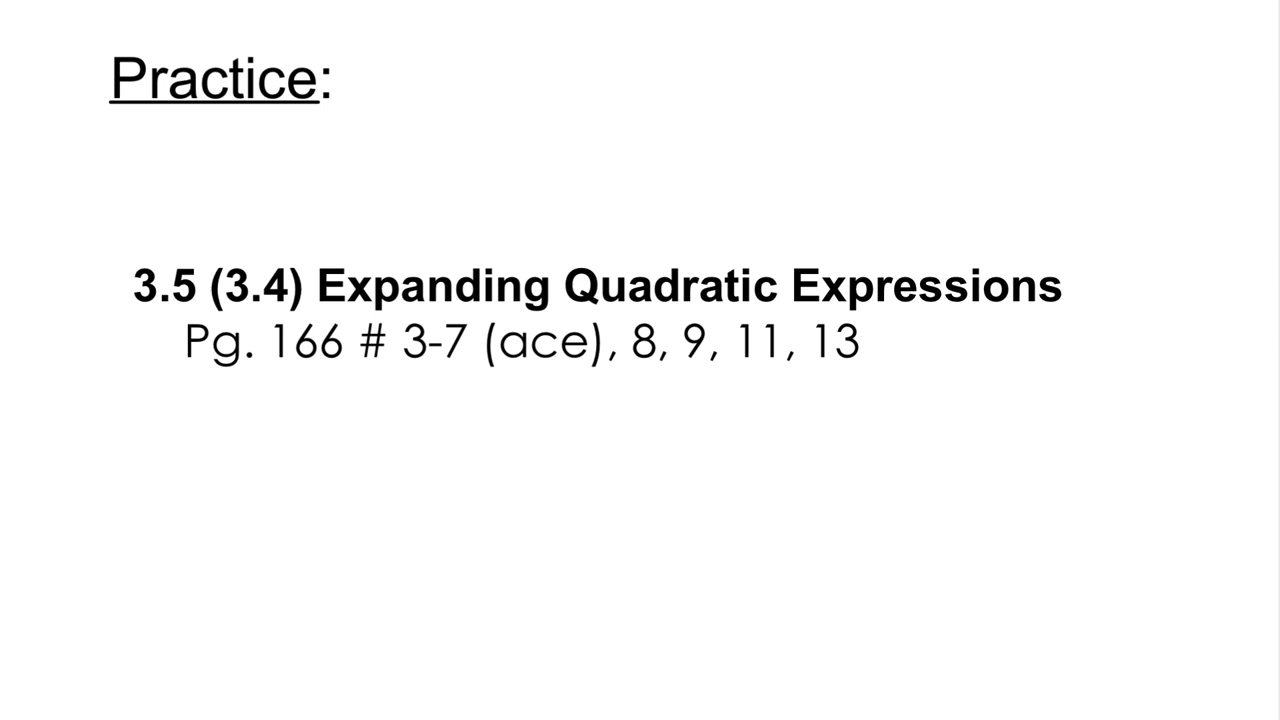 Practice:
3.5 (3.4) Expanding Quadratic Expressions
Pg. 166 # 3-7 (ace), 8, 9, 11, 13